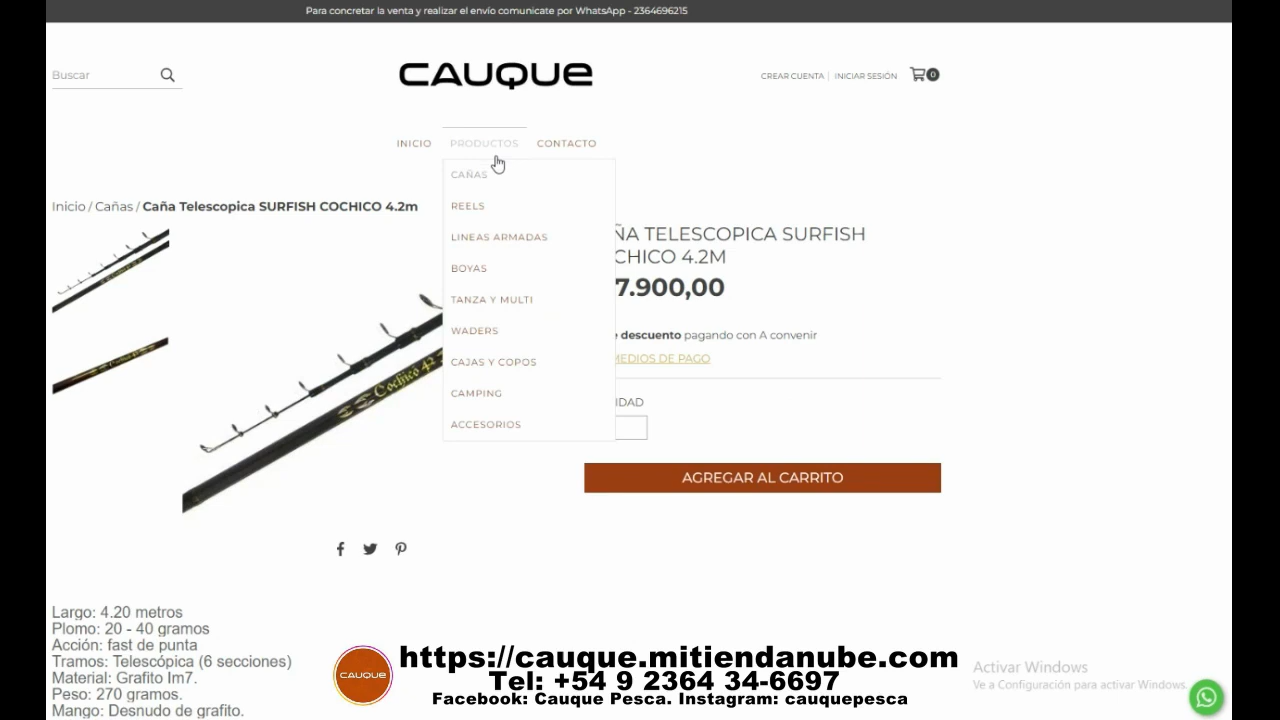 Para concretar la venta y realizar el envío comunicate por WhatsApp - 2364696215
Buscar
CAUQUE
CREAR CUENTA | INICIAR SESIÓN
0
INICIO
PRODUCTOS
CONTACTO
CAÑAS
REELS
LINEAS ARMADAS
BOYAS
TANZA Y MULTI
WADERS
CAJAS Y COPOS
CAMPING
ACCESORIOS
Inicio / Cañas / Caña Telescopica SURFISH COCHICO 4.2m
Cochico 42
ÑA TELESCOPICA SURFISH
CHICO 4.2M
7.900,00
descuento pagando con A convenir
MEDIOS DE PAGO
IDAD
AGREGAR AL CARRITO
Largo: 4.20 metros
Plomo: 20 - 40 gramos
Acción: fast de punta
Tramos: Telescópica (6 secciones)
Material: Grafito Im7.
Peso: 270 gramos.
Mango: Desnudo de grafito.
CAUQUE
https://cauque.mitiendanube.com
Tel: +54 9 2364 34-6697
Facebook: Cauque Pesca. Instagram: cauquepesca
Activar Windows
Ve a Configuración para activar Windows.